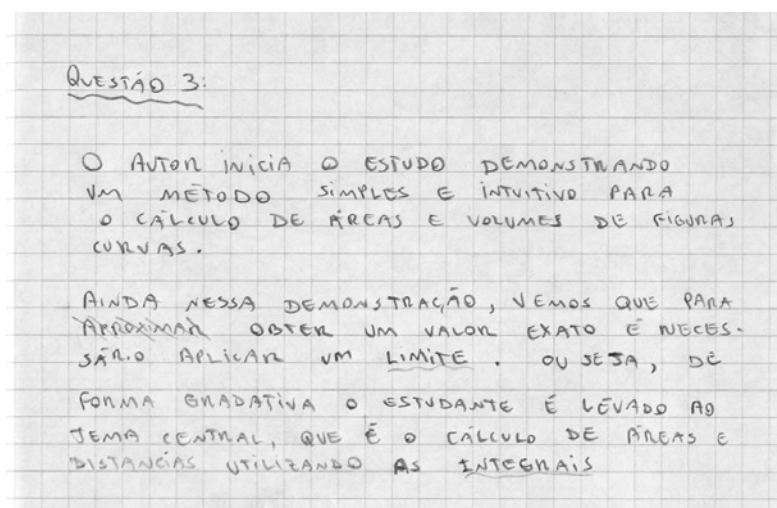 QUESTÃO 3:
O AUTOR INICIA O ESTUDO DEMONSTRANDO
UM MÉTODO SIMPLES E INTUITIVO PARA
O CÁLCULO DE ÁREAS E VOLUMES DE FIGURAS
CURVAS.
AINDA NESSA DEMONSTRAÇÃO, VEMOS QUE PARA
APROXIMAR OBTER UM VALOR EXATO É NECES-
SÁRIO APLICAR UM LIMITE. OU SEJA, DE
FORMA GRADATIVA O ESTUDANTE É LEVADO AO
TEMA CENTRAL, QUE É O CÁLCULO DE ÁREAS E
DISTÂNCIAS UTILIZANDO AS INTEGRAIS